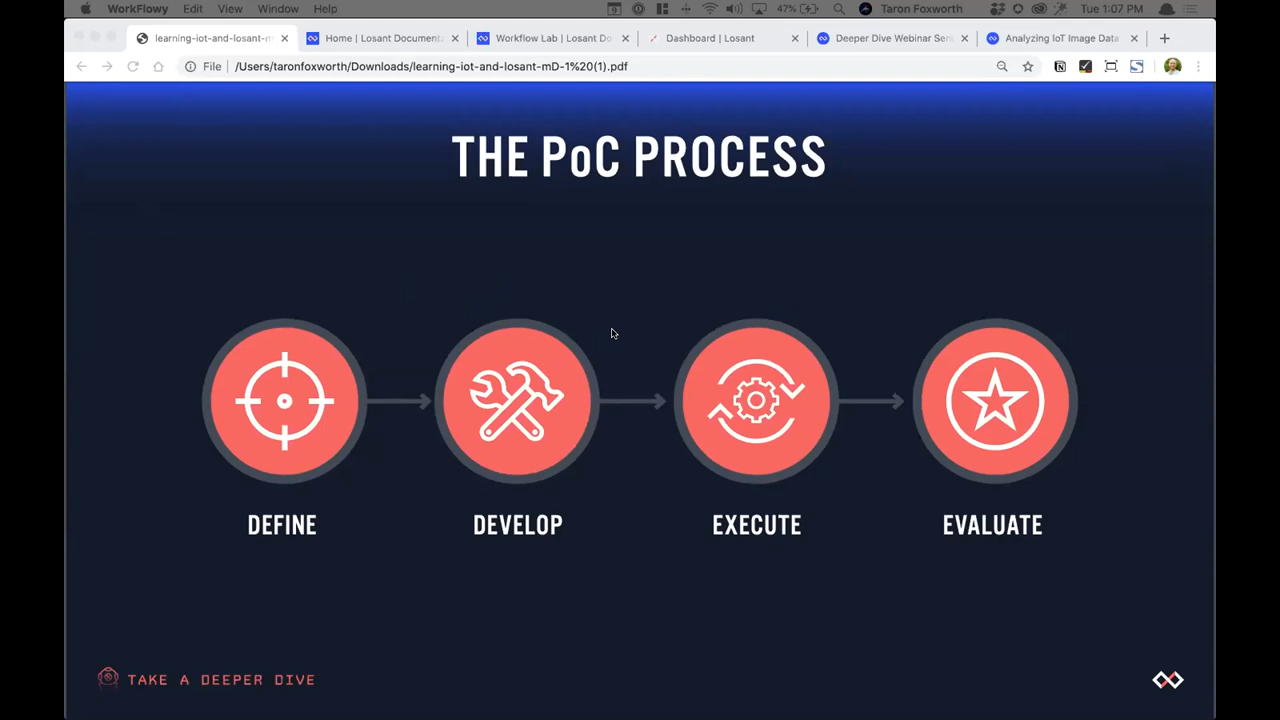 WorkFlowy Edit View Window Help 9 47% Taron Foxworth Tue 1:07 PM
learning-iot-and-losant-m Home | Losant Documenta Workflow Lab | Losant Do Dashboard | Losant Deeper Dive Webinar Seri Analyzing IoT Image Data
File /Users/taronfoxworth/Downloads/learning-iot-and-losant-mD-1%20(1).pdf
THE PoC PROCESS
DEFINE DEVELOP EXECUTE EVALUATE
TAKE A DEEPER DIVE